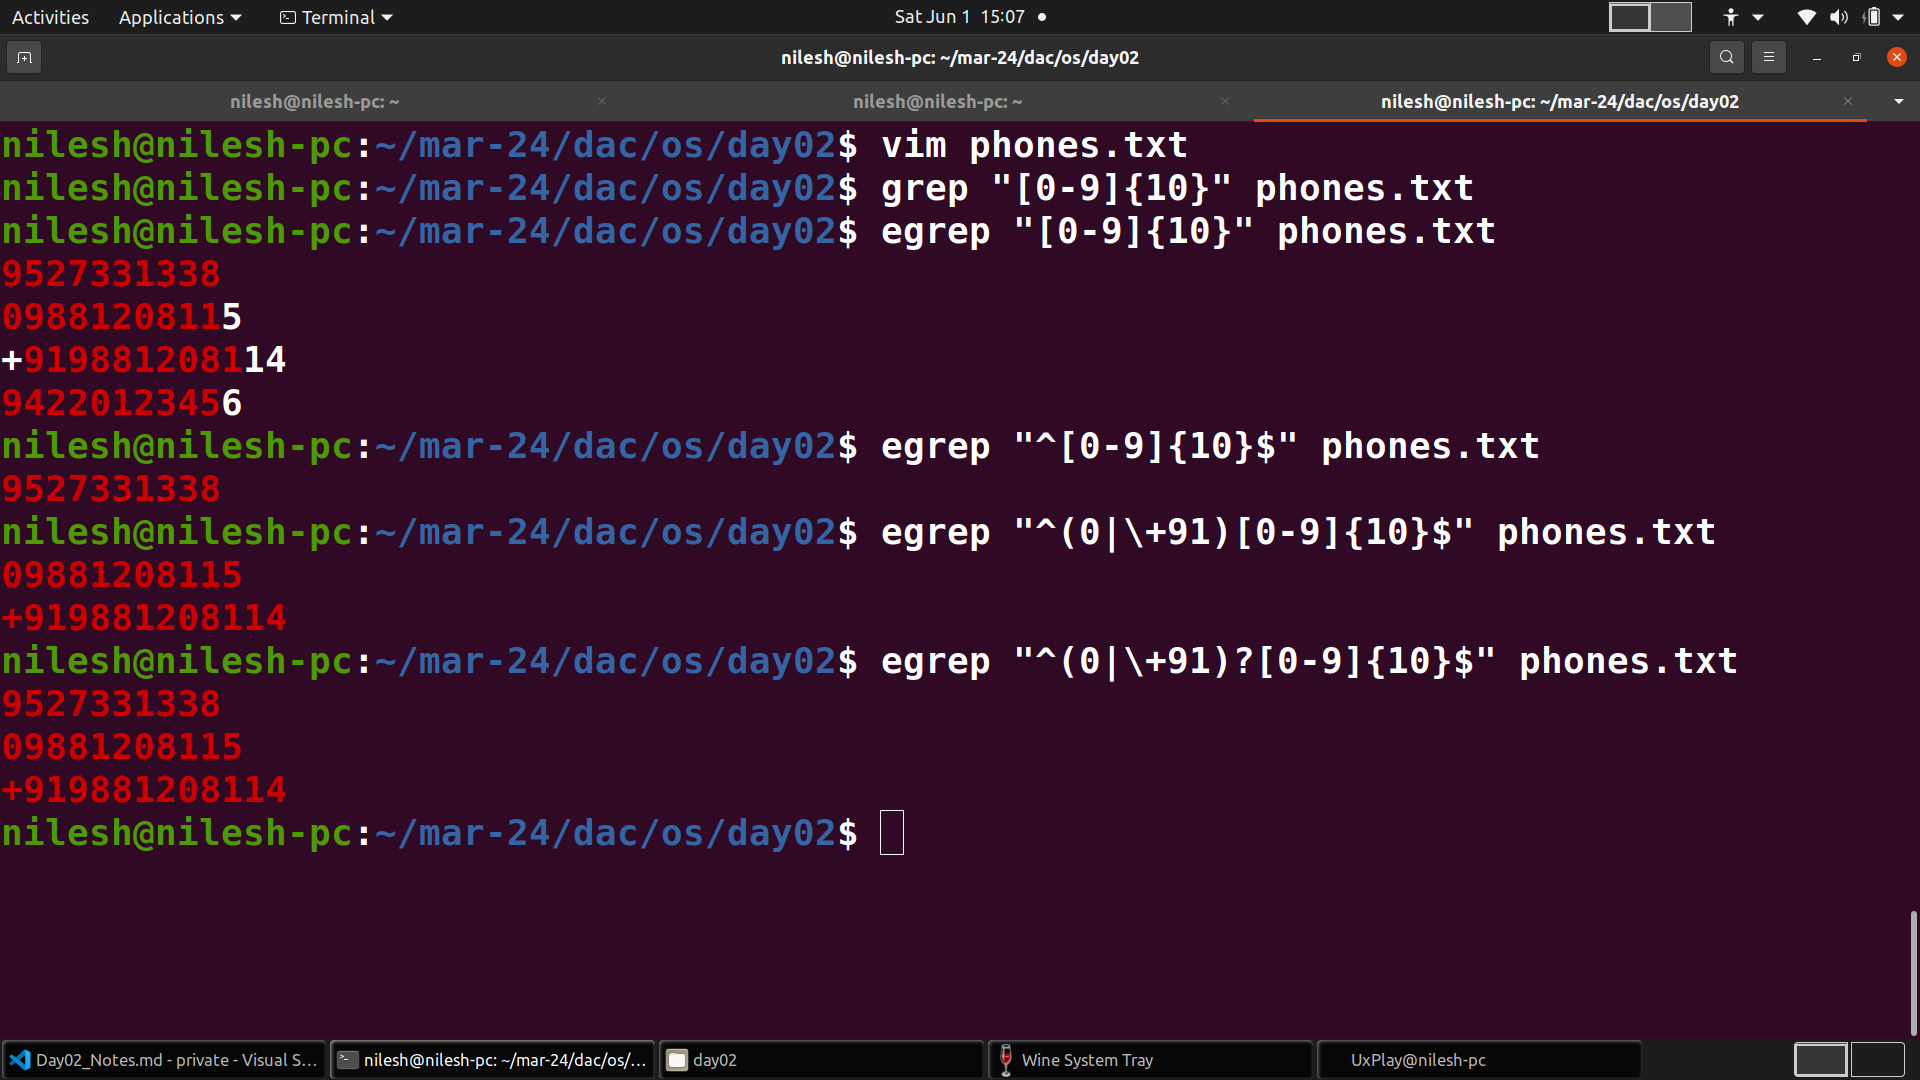 Activities Applications Terminal Sat Jun 1 15:07
nilesh@nilesh-pc: ~/mar-24/dac/os/day02
nilesh@nilesh-pc: ~ nilesh@nilesh-pc: ~ nilesh@nilesh-pc: ~/mar-24/dac/os/day02
nilesh@nilesh-pc:~/mar-24/dac/os/day02$ vim phones.txt
nilesh@nilesh-pc:~/mar-24/dac/os/day02$ grep "[0-9]{10}" phones.txt
nilesh@nilesh-pc:~/mar-24/dac/os/day02$ egrep "[0-9]{10}" phones.txt
9527331338
09881208115
+919881208114
94220123456
nilesh@nilesh-pc:~/mar-24/dac/os/day02$ egrep "^[0-9]{10}$" phones.txt
9527331338
nilesh@nilesh-pc:~/mar-24/dac/os/day02$ egrep "^(0|\+91)[0-9]{10}$" phones.txt
09881208115
+919881208114
nilesh@nilesh-pc:~/mar-24/dac/os/day02$ egrep "^(0|\+91)?[0-9]{10}$" phones.txt
9527331338
09881208115
+919881208114
nilesh@nilesh-pc:~/mar-24/dac/os/day02$
Day02_Notes.md - private - Visual S... nilesh@nilesh-pc: ~/mar-24/dac/os/... day02 Wine System Tray UxPlay@nilesh-pc